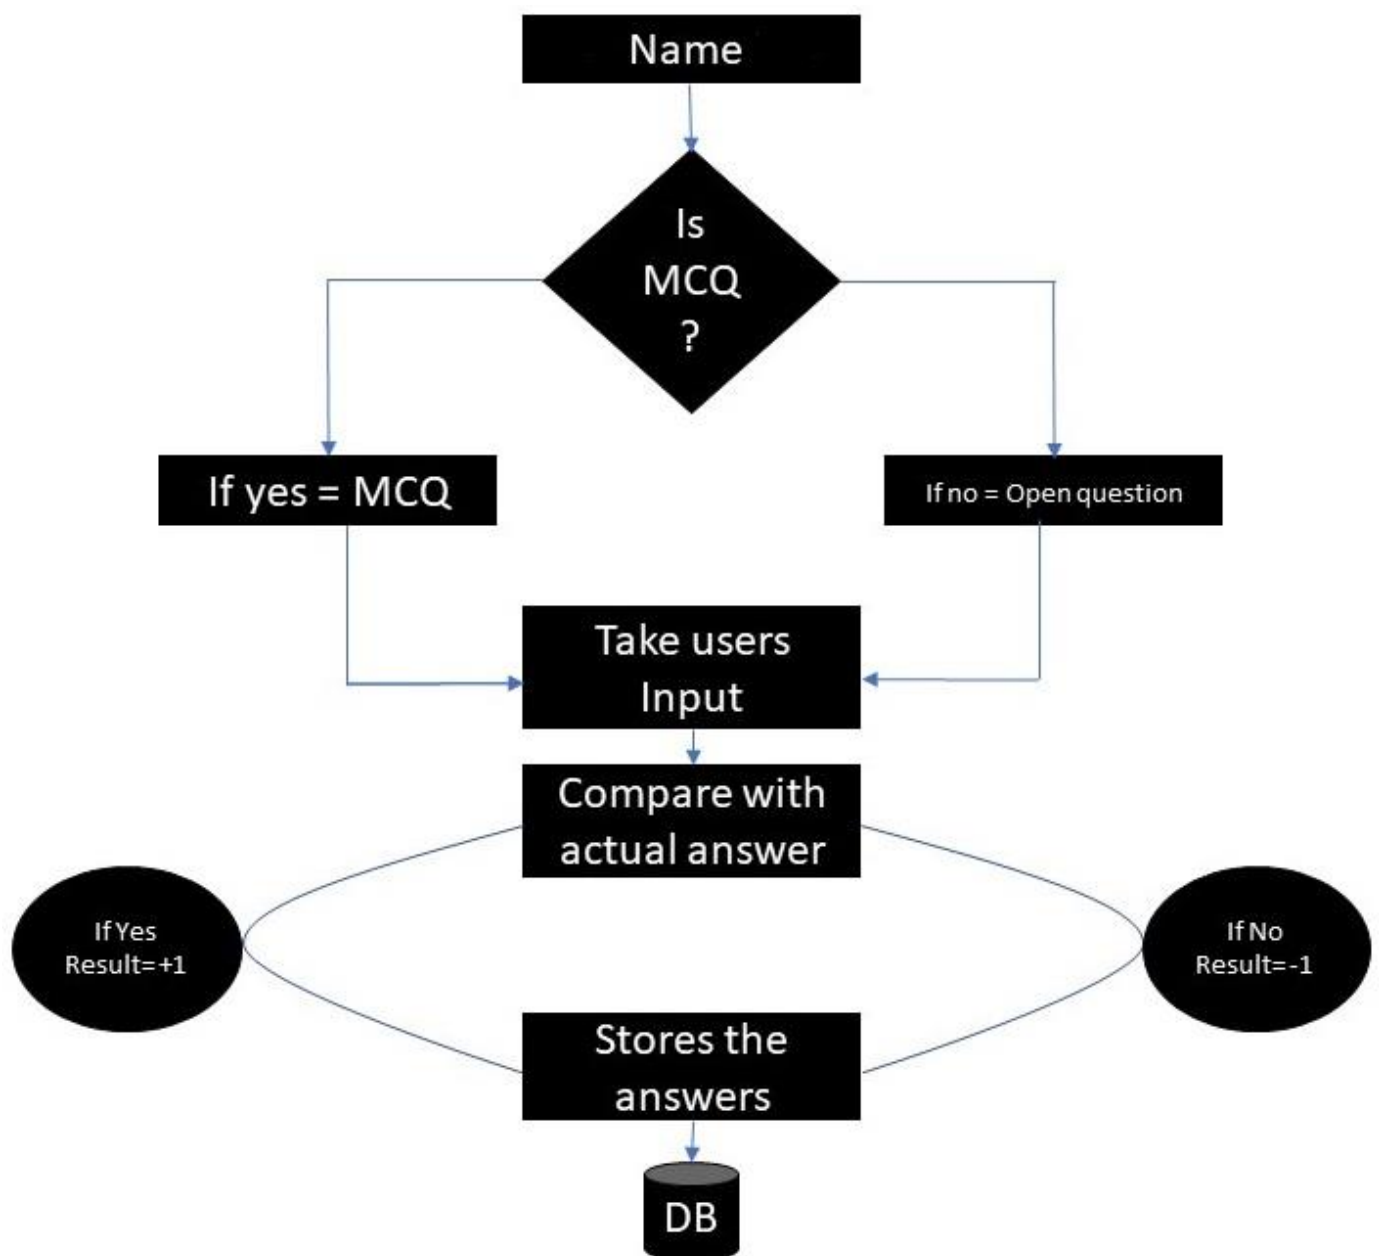 Name
Is
MCQ
?
If yes = MCQ
If no = Open question
Take users
Input
Compare with
actual answer
If Yes
Result=+1
If No
Result=-1
Stores the
answers
DB